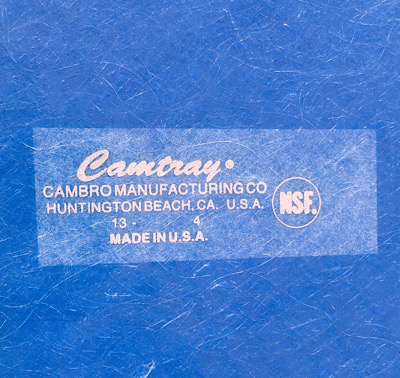 Camtray.
CAMBRO MANUFACTURING CO
HUNTINGTON BEACH, CA. U.S.A.
13 - 4
MADE IN U.S.A.
NSF.